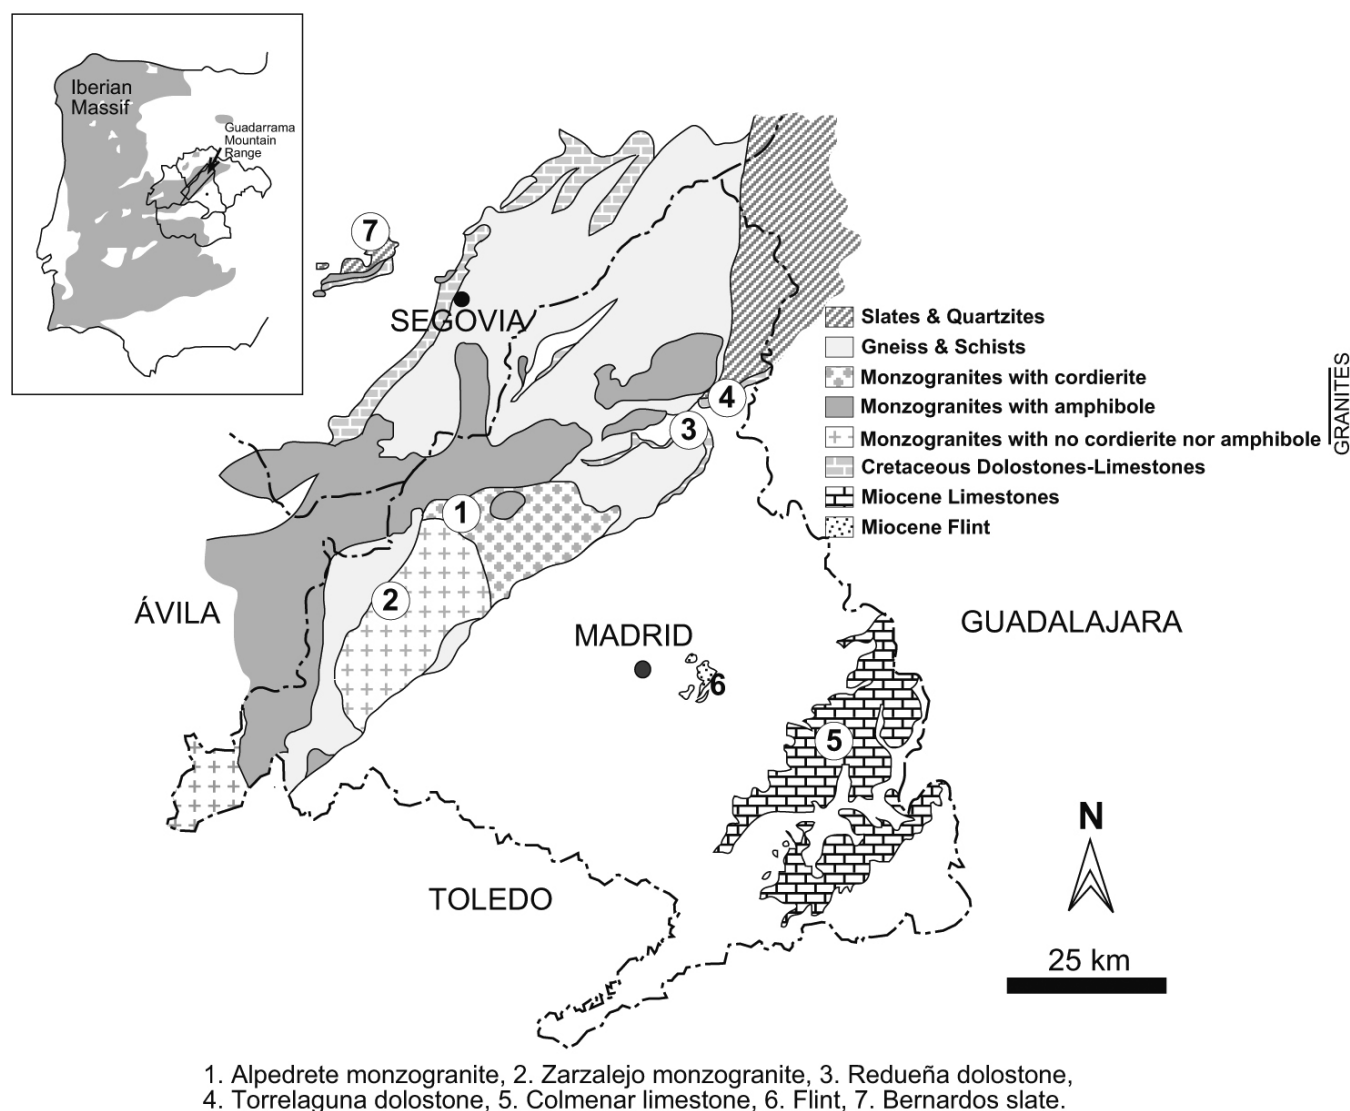 Iberian
Massif
Guadarrama
Mountain
Range
7
SEGOVIA
Slates & Quartzites
Gneiss & Schists
Monzogranites with cordierite
Monzogranites with amphibole
Monzogranites with no cordierite nor amphibole
Cretaceous Dolostones-Limestones
Miocene Limestones
Miocene Flint
GRANITES
4
3
1
2
ÁVILA
MADRID
GUADALAJARA
6
5
TOLEDO
N
25 km
1. Alpedrete monzogranite, 2. Zarzalejo monzogranite, 3. Redueña dolostone,
4. Torrelaguna dolostone, 5. Colmenar limestone, 6. Flint, 7. Bernardos slate.